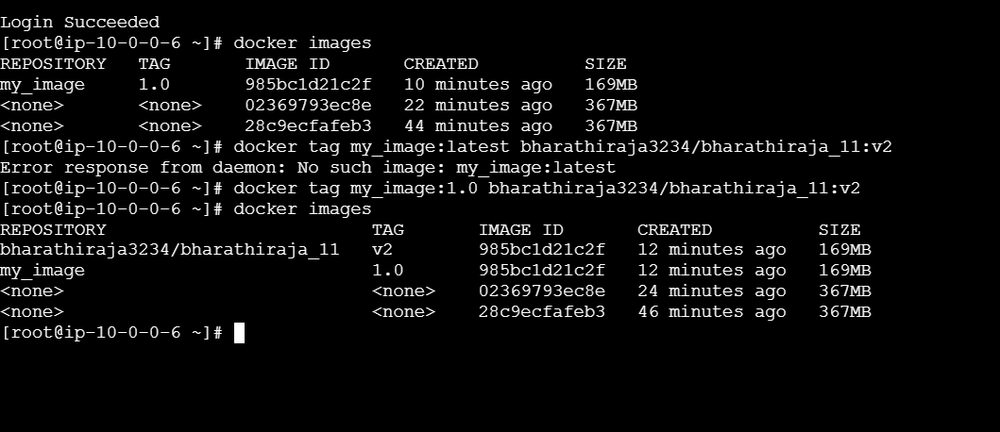 Login Succeeded
[root@ip-10-0-0-6 ~]# docker images
REPOSITORY   TAG       IMAGE ID       CREATED          SIZE
my_image     1.0       985bc1d21c2f   10 minutes ago   169MB
<none>       <none>    02369793ec8e   22 minutes ago   367MB
<none>       <none>    28c9ecfafeb3   44 minutes ago   367MB
[root@ip-10-0-0-6 ~]# docker tag my_image:latest bharathiraja3234/bharathiraja_11:v2
Error response from daemon: No such image: my_image:latest
[root@ip-10-0-0-6 ~]# docker tag my_image:1.0 bharathiraja3234/bharathiraja_11:v2
[root@ip-10-0-0-6 ~]# docker images
REPOSITORY                         TAG       IMAGE ID       CREATED          SIZE
bharathiraja3234/bharathiraja_11   v2        985bc1d21c2f   12 minutes ago   169MB
my_image                           1.0       985bc1d21c2f   12 minutes ago   169MB
<none>                             <none>    02369793ec8e   24 minutes ago   367MB
<none>                             <none>    28c9ecfafeb3   46 minutes ago   367MB
[root@ip-10-0-0-6 ~]#